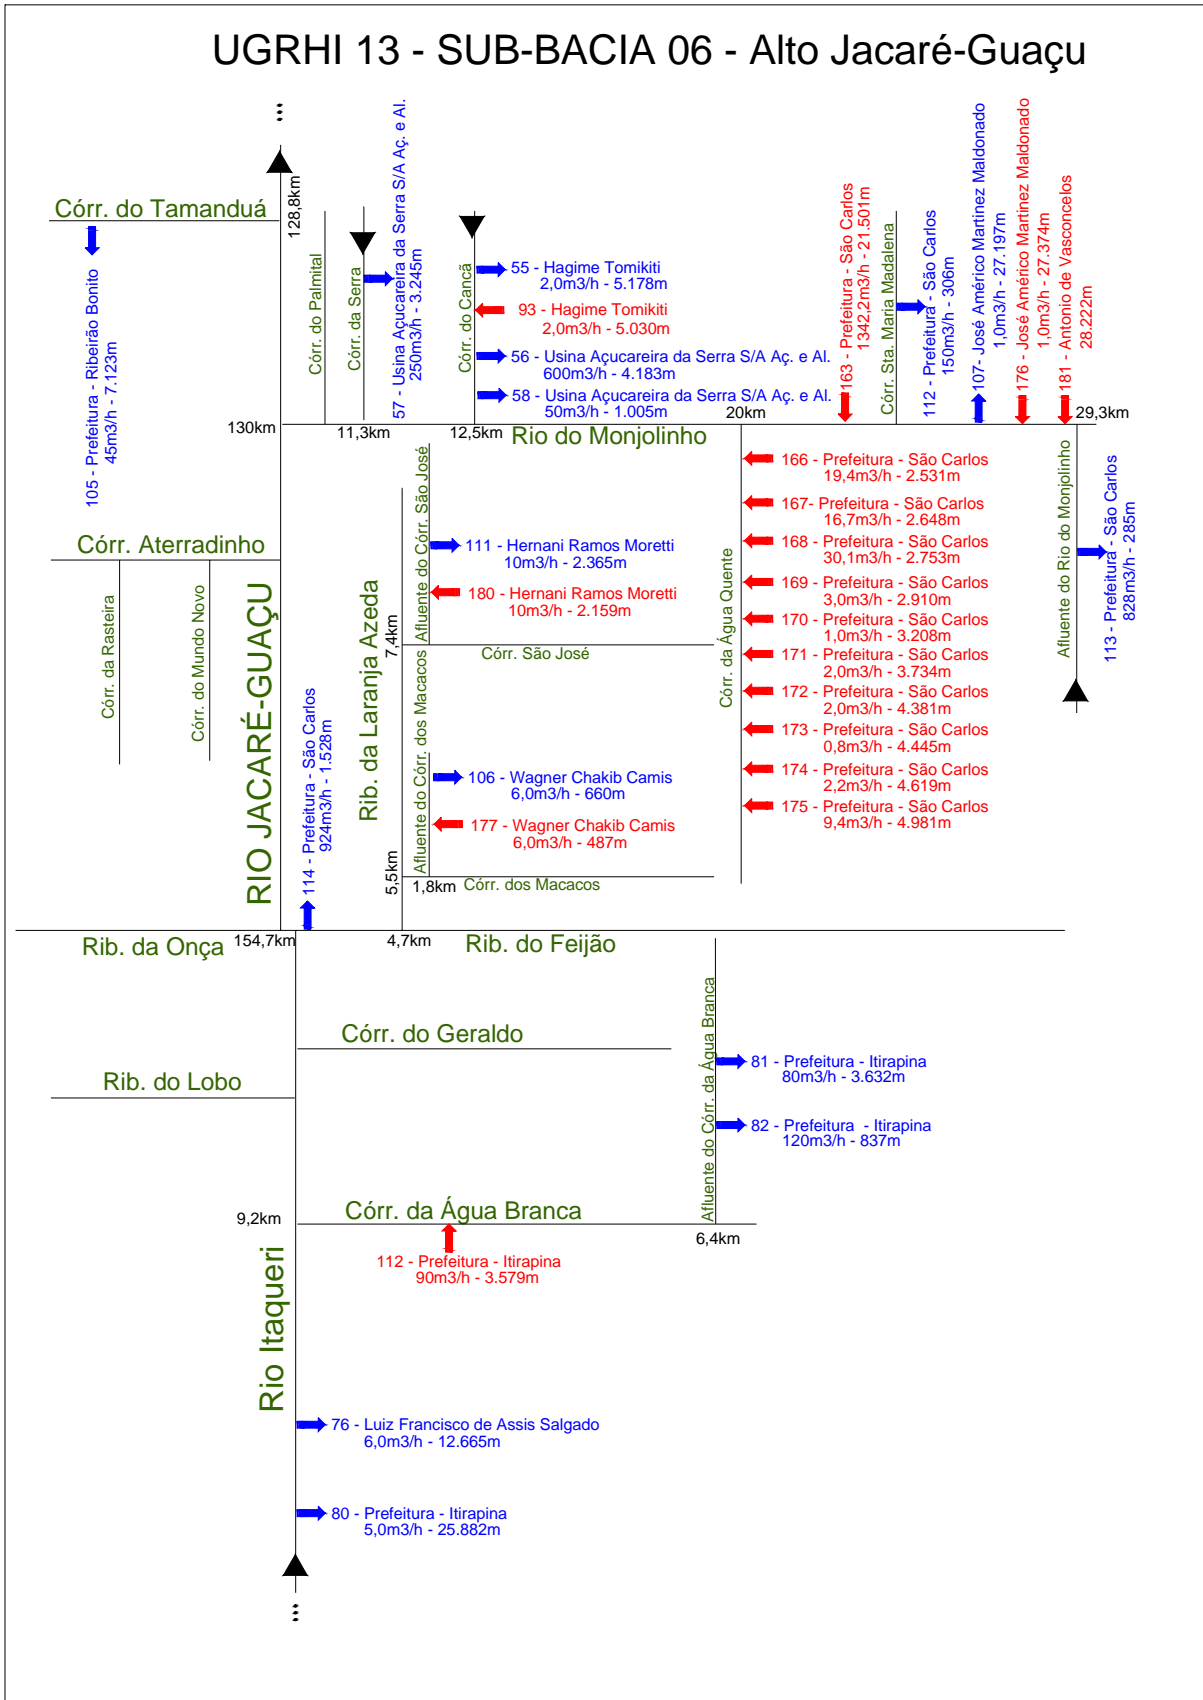 UGRHI 13 - SUB-BACIA 06 - Alto Jacaré-Guaçu
...
128,8km
Córr. do Tamanduá
105 - Prefeitura - Ribeirão Bonito
45m3/h - 7.123m
Córr. do Palmital
Córr. da Serra
57 - Usina Açucareira da Serra S/A Aç. e Al.
250m3/h - 3.245m
Córr. do Cancã
55 - Hagime Tomikiti
2,0m3/h - 5.178m
93 - Hagime Tomikiti
2,0m3/h - 5.030m
56 - Usina Açucareira da Serra S/A Aç. e Al.
600m3/h - 4.183m
58 - Usina Açucareira da Serra S/A Aç. e Al.
50m3/h - 1.005m
163 - Prefeitura - São Carlos
1342,2m3/h - 21.501m
Córr. Sta. Maria Madalena
112 - Prefeitura - São Carlos
150m3/h - 306m
107- José Américo Martinez Maldonado
1,0m3/h - 27.197m
176 - José Américo Martinez Maldonado
1,0m3/h - 27.374m
181 - Antonio de Vasconcelos
28.222m
130km
11,3km
12,5km
Rio do Monjolinho
20km
29,3km
Afluente do Rio do Monjolinho
113 - Prefeitura - São Carlos
828m3/h - 285m
Córr. Aterradinho
Córr. da Rasteira
Córr. do Mundo Novo
RIO JACARÉ-GUAÇU
114 - Prefeitura - São Carlos
924m3/h - 1.528m
Rib. da Laranja Azeda
7,4km
Afluente do Córr. São José
111 - Hernani Ramos Moretti
10m3/h - 2.365m
180 - Hernani Ramos Moretti
10m3/h - 2.159m
Córr. São José
Afluente do Córr. dos Macacos
106 - Wagner Chakib Camis
6,0m3/h - 660m
177 - Wagner Chakib Camis
6,0m3/h - 487m
5,5km
1,8km
Córr. dos Macacos
Córr. da Água Quente
166 - Prefeitura - São Carlos
19,4m3/h - 2.531m
167- Prefeitura - São Carlos
16,7m3/h - 2.648m
168 - Prefeitura - São Carlos
30,1m3/h - 2.753m
169 - Prefeitura - São Carlos
3,0m3/h - 2.910m
170 - Prefeitura - São Carlos
1,0m3/h - 3.208m
171 - Prefeitura - São Carlos
2,0m3/h - 3.734m
172 - Prefeitura - São Carlos
2,0m3/h - 4.381m
173 - Prefeitura - São Carlos
0,8m3/h - 4.445m
174 - Prefeitura - São Carlos
2,2m3/h - 4.619m
175 - Prefeitura - São Carlos
9,4m3/h - 4.981m
Rib. da Onça
154,7km
4,7km
Rib. do Feijão
Córr. do Geraldo
Rib. do Lobo
Afluente do Córr. da Água Branca
81 - Prefeitura - Itirapina
80m3/h - 3.632m
82 - Prefeitura - Itirapina
120m3/h - 837m
9,2km
Córr. da Água Branca
6,4km
112 - Prefeitura - Itirapina
90m3/h - 3.579m
Rio Itaqueri
76 - Luiz Francisco de Assis Salgado
6,0m3/h - 12.665m
80 - Prefeitura - Itirapina
5,0m3/h - 25.882m
...